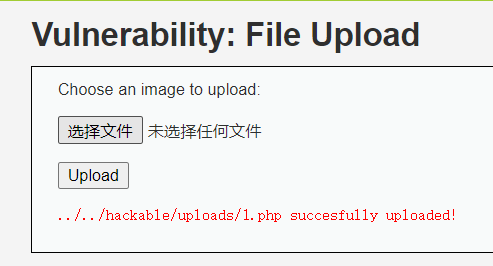 Vulnerability: File Upload
Choose an image to upload:
选择文件 未选择任何文件
Upload
../../hackable/uploads/1.php succesfully uploaded!